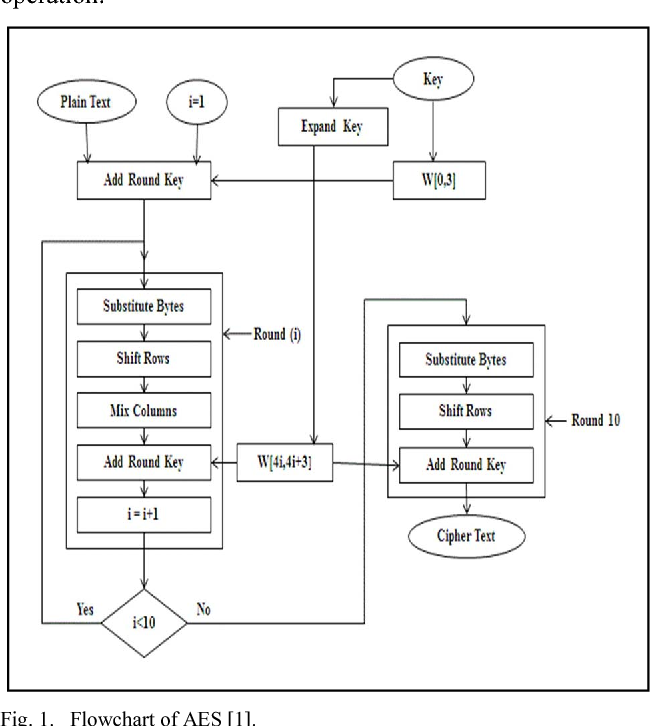 operation.
Key
Plain Text
i=1
Expand Key
Add Round Key
W[0,3]
Substitute Bytes
Round (i)
Shift Rows
Mix Columns
Add Round Key
W[4i,4i+3]
i = i+1
Yes
i<10
No
Substitute Bytes
Shift Rows
Round 10
Add Round Key
Cipher Text
Fig. 1. Flowchart of AES [1].